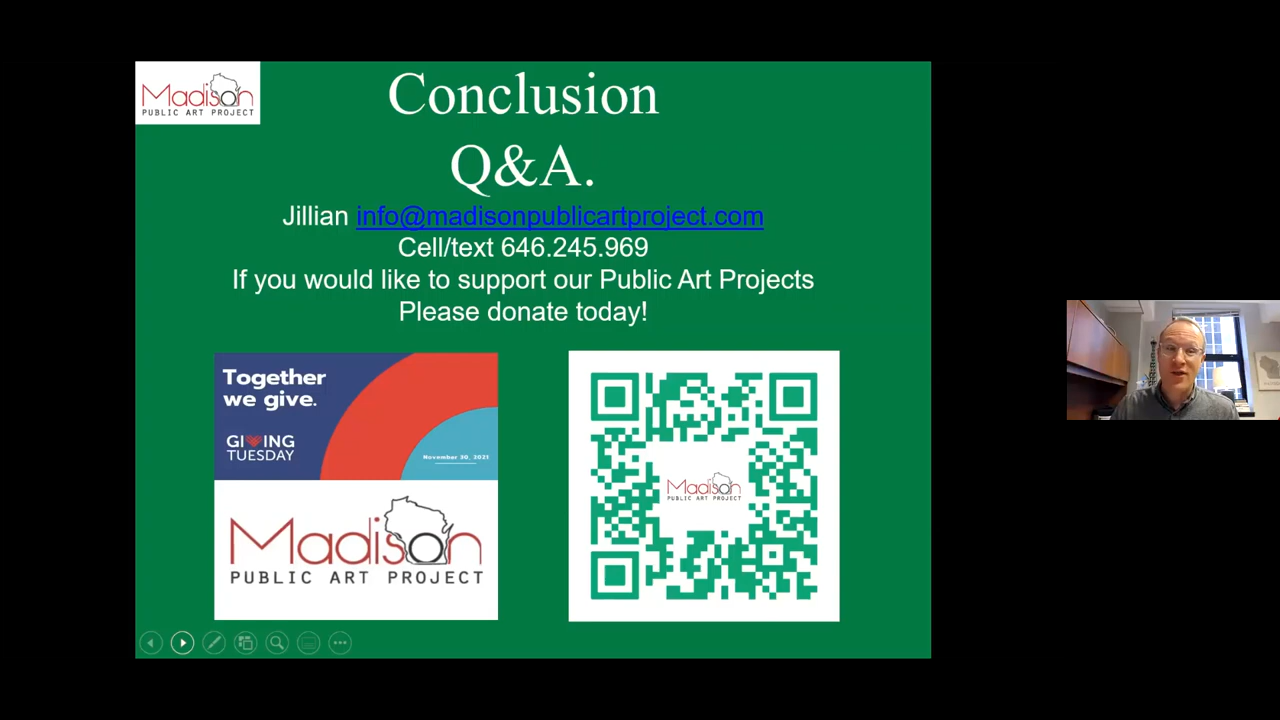 Madison
PUBLIC ART PROJECT
Conclusion
Q&A.
Jillian info@madisonpublicartproject.com
Cell/text 646.245.969
If you would like to support our Public Art Projects
Please donate today!
Together
we give.
GIVING
TUESDAY
November 30, 2021
Madison
PUBLIC ART PROJECT
Madison
PUBLIC ART PROJECT